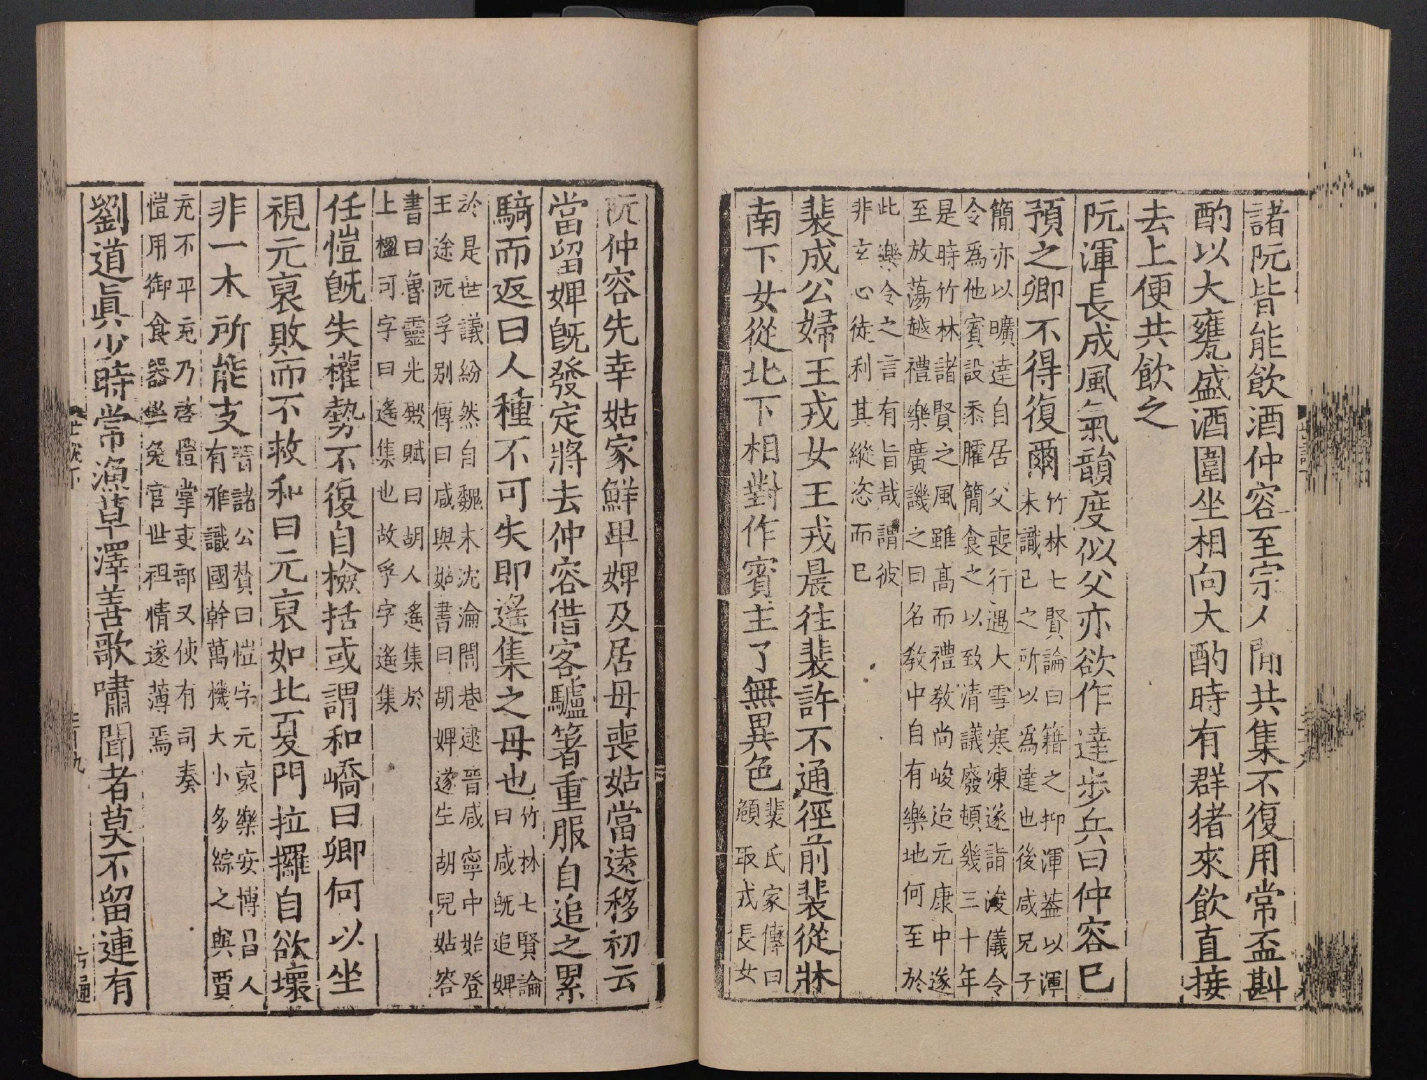 諸阮皆能飲酒仲容至宗人閒共集不復用常盃斟
酌以大甕盛酒圍坐相向大酌時有群猪來飲直接
去上便共飲之
阮渾長成風氣韻度似父亦欲作達步兵曰仲容已
預之卿不得復爾
竹林七賢論曰籍之抑渾葢以渾
未識己之所以為達也後咸兄子
簡亦以曠達自居父喪行遇大雪寒凍遂詣浚儀令
令為他賓設黍臛簡食之以致清議廢頓幾三十年
是時竹林諸賢之風雖高而禮敎尚峻迨元康中遂
至放蕩越禮樂廣譏之曰名敎中自有樂地何至於
此樂令之言有旨哉謂彼
非玄心徒利其縱恣而已
裴成公婦王戎女王戎晨往裴許不通徑前裴從牀
南下女從北下相對作賓主了無異色
裴氏家傳曰
頠取戎長女
阮仲容先幸姑家鮮卑婢及居母喪姑當遠移初云
當留婢旣發定將去仲容借客驢箸重服自追之累
騎而返曰人種不可失即遙集之母也
竹林七賢論
曰咸旣追婢
於是世議紛然自魏末沈淪閭巷逮晉咸寧中始登
王途阮孚別傳曰咸與姑書曰胡婢遂生胡兒姑答
書曰魯靈光殿賦曰胡人遙集於
上楹可字曰遙集也故孚字遙集
任愷旣失權勢不復自檢括或謂和嶠曰卿何以坐
視元裒敗而不救和曰元裒如北夏門拉攞自欲壞
非一木所能支
晉諸公贊曰愷字元裒樂安博昌人
有雅識國幹萬機大小多綜之與賈
充不平充乃啓愷掌吏部又使有司奏
愷用御食器坐免官世祖情遂薄焉
劉道眞少時常漁草澤善歌嘯聞者莫不留連有
世說下
三十九